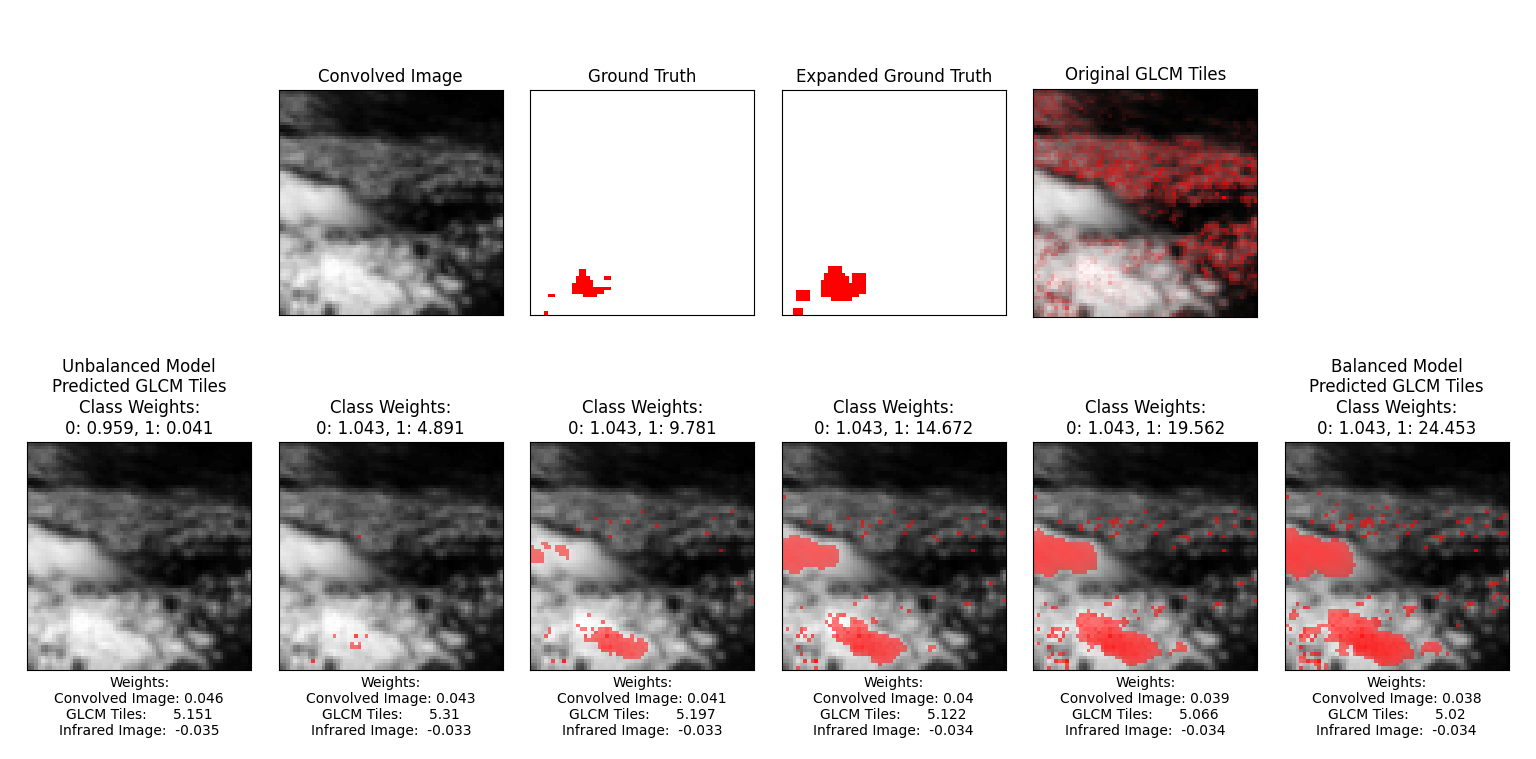 Convolved Image
Ground Truth
Expanded Ground Truth
Original GLCM Tiles
Unbalanced Model
Predicted GLCM Tiles
Class Weights:
0: 0.959, 1: 0.041
Class Weights:
0: 1.043, 1: 4.891
Class Weights:
0: 1.043, 1: 9.781
Class Weights:
0: 1.043, 1: 14.672
Class Weights:
0: 1.043, 1: 19.562
Balanced Model
Predicted GLCM Tiles
Class Weights:
0: 1.043, 1: 24.453
Weights:
Convolved Image: 0.046
GLCM Tiles: 5.151
Infrared Image: -0.035
Weights:
Convolved Image: 0.043
GLCM Tiles: 5.31
Infrared Image: -0.033
Weights:
Convolved Image: 0.041
GLCM Tiles: 5.197
Infrared Image: -0.033
Weights:
Convolved Image: 0.04
GLCM Tiles: 5.122
Infrared Image: -0.034
Weights:
Convolved Image: 0.039
GLCM Tiles: 5.066
Infrared Image: -0.034
Weights:
Convolved Image: 0.038
GLCM Tiles: 5.02
Infrared Image: -0.034